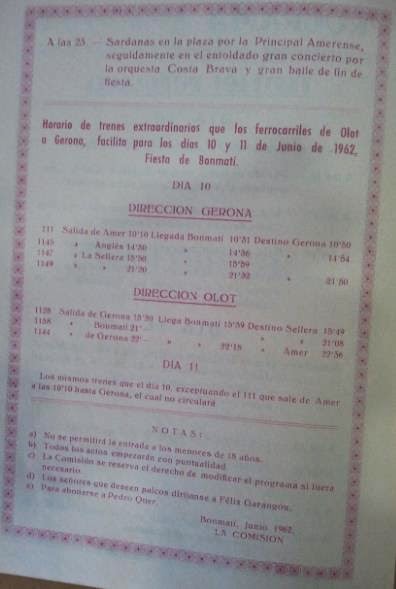 A las 23 — Sardanas en la plaza por la Principal Amerense,
seguidamente en el entoldado gran concierto por
la orquesta Costa Brava y gran baile de fin de
fiesta.
Horario de trenes extraordinarios que los ferrocarriles de Olot
a Gerona, facilita para los días 10 y 11 de Junio de 1962,
Fiesta de Bonmatí.
DIA 10
DIRECCION GERONA
111 Salida de Amer 10'10 Llegada Bonmatí 10'31 Destino Gerona 10'50
1145 » Anglés 14'30 » 14'36 » 14'54
1147 » La Sellera 15'56 » 15'59
1149 » » 21'20 » 21'32 » 21'50
DIRECCION OLOT
1128 Salida de Gerona 15'20 Llega Bonmatí 15'39 Destino Sellera 15'49
1158 » Bonmatí 21'— » » 21'08
1144 » de Gerona 22'— » » 22'18 » Amer 22'56
DIA 11
Los mismos trenes que el día 10, exceptuando el 111 que sale de Amer
a las 10'10 hasta Gerona, el cual no circulará.
NOTAS:
a) No se permitirá la entrada a los menores de 18 años.
b) Todos los actos empezarán con puntualidad.
c) La Comisión se reserva el derecho de modificar el programa si fuera
necesario.
d) Los señores que deseen palcos diríjanse a Félix Garangou.
e) Para abonarse a Pedro Quer.
Bonmatí, Junio 1962.
LA COMISION